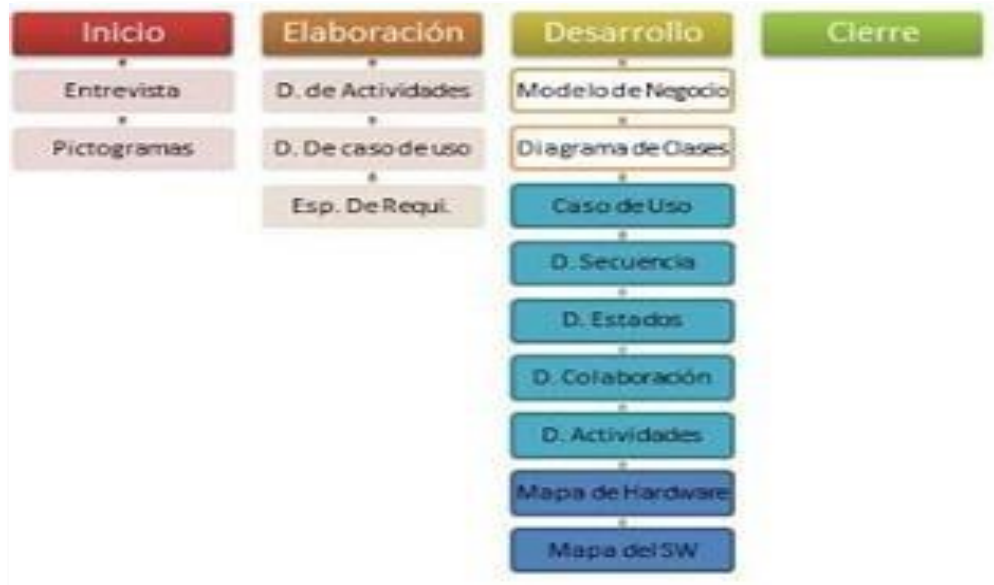 Inicio
Entrevista
Pictogramas
Elaboración
D. de Actividades
D. De caso de uso
Esp. De Requi.
Desarrollo
Modelo de Negocio
Diagrama de Clases
Caso de Uso
D. Secuencia
D. Estados
D. Colaboración
D. Actividades
Mapa de Hardware
Mapa del SW
Cierre